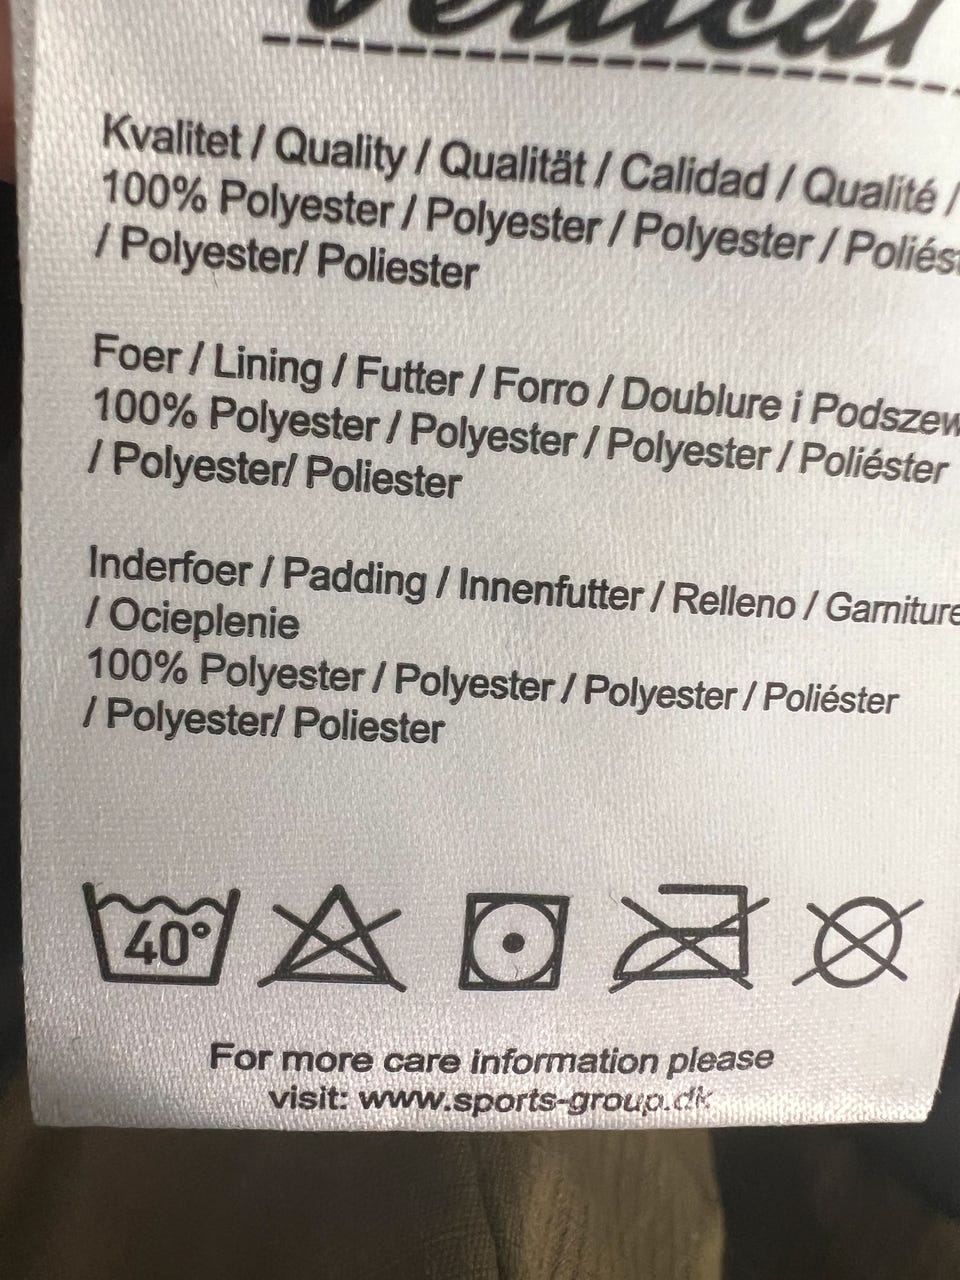 Vertical
Kvalitet / Quality / Qualität / Calidad / Qualité /
100% Polyester / Polyester / Polyester / Poliést
/ Polyester/ Poliester
Foer / Lining / Futter / Forro / Doublure i Podszew
100% Polyester / Polyester / Polyester / Poliéster
/ Polyester/ Poliester
Inderfoer / Padding / Innenfutter / Relleno / Garniture
/ Ocieplenie
100% Polyester / Polyester / Polyester / Poliéster
/ Polyester/ Poliester
40°
For more care information please
visit: www.sports-group.dk